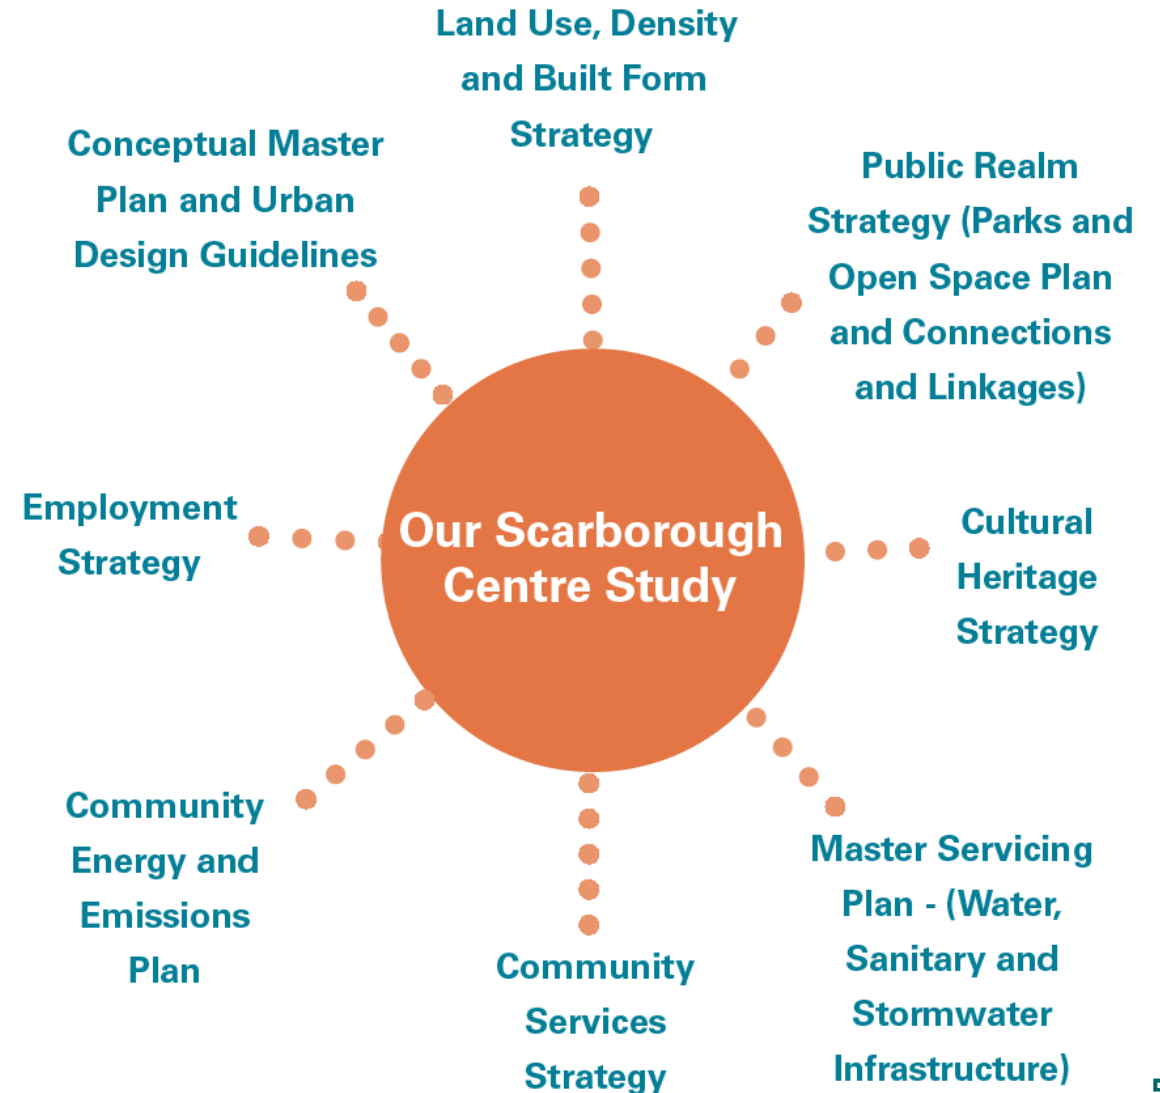 Land Use, Density
and Built Form
Strategy
Public Realm
Strategy (Parks and
Open Space Plan
and Connections
and Linkages)
Cultural
Heritage
Strategy
Master Servicing
Plan - (Water,
Sanitary and
Stormwater
Infrastructure)
Community
Services
Strategy
Community
Energy and
Emissions
Plan
Employment
Strategy
Conceptual Master
Plan and Urban
Design Guidelines
Our Scarborough
Centre Study